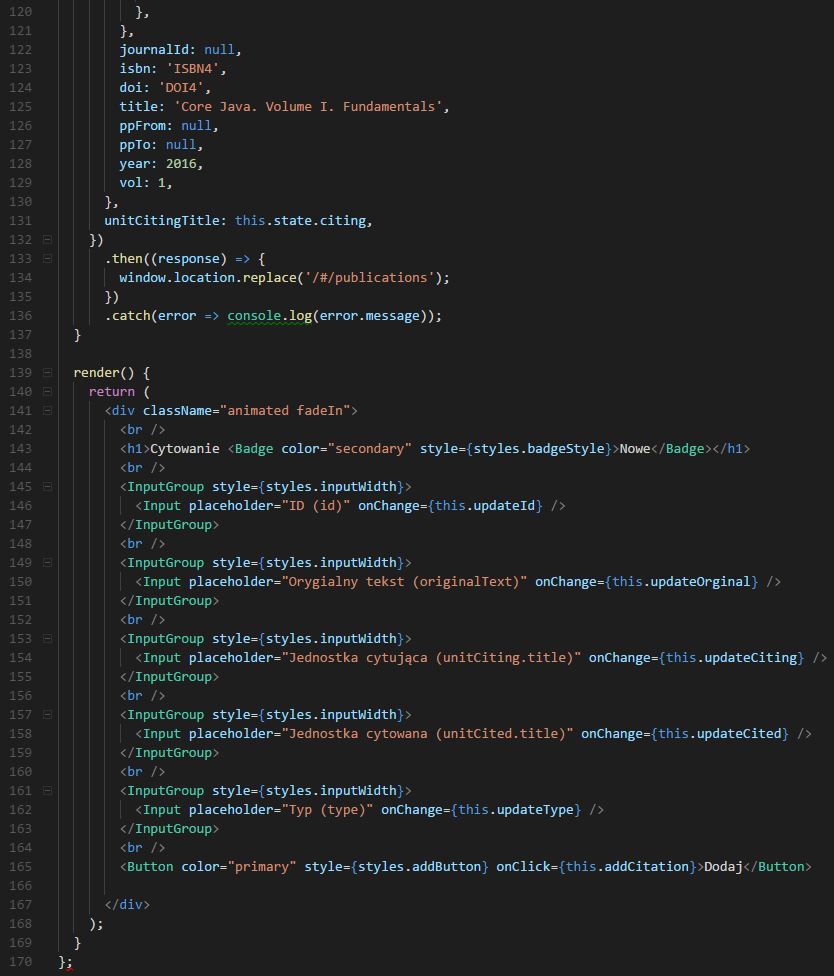 120 },
121 },
122 journalId: null,
123 isbn: 'ISBN4',
124 doi: 'DOI4',
125 title: 'Core Java. Volume I. Fundamentals',
126 ppFrom: null,
127 ppTo: null,
128 year: 2016,
129 vol: 1,
130 },
131 unitCitingTitle: this.state.citing,
132 })
133 .then((response) => {
134 window.location.replace('/#/publications');
135 })
136 .catch(error => console.log(error.message));
137 }
138
139 render() {
140 return (
141 <div className="animated fadeIn">
142 <br />
143 <h1>Cytowanie <Badge color="secondary" style={styles.badgeStyle}>Nowe</Badge></h1>
144 <br />
145 <InputGroup style={styles.inputWidth}>
146 <Input placeholder="ID (id)" onChange={this.updateId} />
147 </InputGroup>
148 <br />
149 <InputGroup style={styles.inputWidth}>
150 <Input placeholder="Orygialny tekst (originalText)" onChange={this.updateOrginal} />
151 </InputGroup>
152 <br />
153 <InputGroup style={styles.inputWidth}>
154 <Input placeholder="Jednostka cytująca (unitCiting.title)" onChange={this.updateCiting} />
155 </InputGroup>
156 <br />
157 <InputGroup style={styles.inputWidth}>
158 <Input placeholder="Jednostka cytowana (unitCited.title)" onChange={this.updateCited} />
159 </InputGroup>
160 <br />
161 <InputGroup style={styles.inputWidth}>
162 <Input placeholder="Typ (type)" onChange={this.updateType} />
163 </InputGroup>
164 <br />
165 <Button color="primary" style={styles.addButton} onClick={this.addCitation}>Dodaj</Button>
166
167 </div>
168 );
169 }
170 };